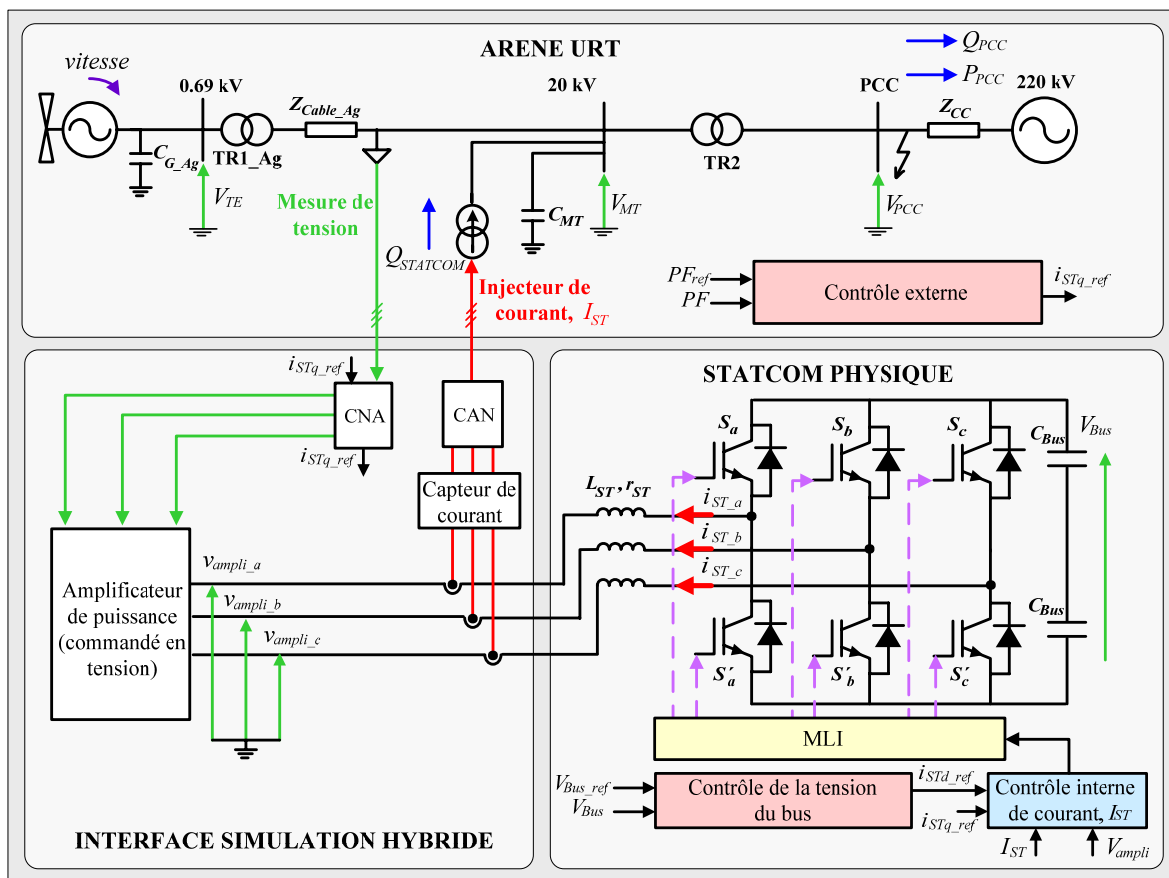 ARENE URT
Q_PCC
P_PCC
vitesse
0.69 kV
20 kV
PCC
220 kV
Z_Cable_Ag
Z_CC
C_G_Ag
TR1_Ag
TR2
V_TE
Mesure de
tension
Q_STATCOM
C_MT
V_MT
V_PCC
Injecteur de
courant, I_ST
PF_ref
PF
Contrôle externe
i_STq_ref
i_STq_ref
CNA
i_STq_ref
CAN
Capteur de
courant
v_ampli_a
v_ampli_b
v_ampli_c
Amplificateur
de puissance
(commandé en
tension)
INTERFACE SIMULATION HYBRIDE
STATCOM PHYSIQUE
S_a
S_b
S_c
C_Bus
V_Bus
L_ST, r_ST
i_ST_a
i_ST_b
i_ST_c
C_Bus
S'_a
S'_b
S'_c
MLI
V_Bus_ref
V_Bus
Contrôle de la tension
du bus
i_STd_ref
i_STq_ref
Contrôle interne
de courant, I_ST
I_ST
V_ampli